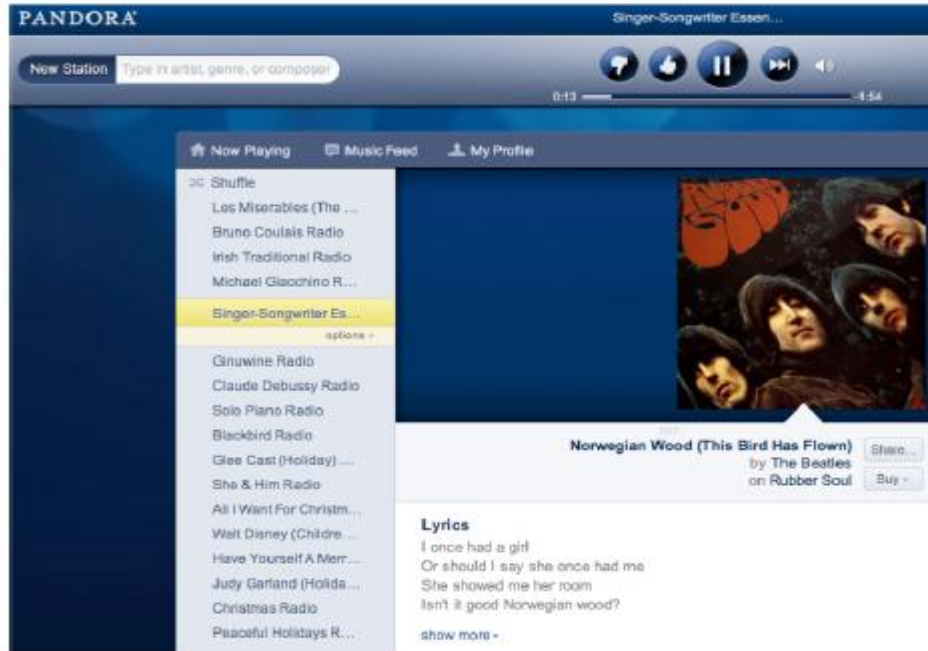 PANDORA
Singer-Songwriter Essen...
New Station Type in artist, genre, or composer
0:13 -1:54
Now Playing Music Feed My Profile
Shuffle
Les Miserables (The ...
Bruno Coulais Radio
Irish Traditional Radio
Michael Giacchino R...
Singer-Songwriter Es...
options
Ginuwine Radio
Claude Debussy Radio
Solo Piano Radio
Blackbird Radio
Glee Cast (Holiday) ...
She & Him Radio
All I Want For Christm...
Walt Disney (Childre...
Have Yourself A Merr...
Judy Garland (Holida...
Christmas Radio
Peaceful Holidays R...
Norwegian Wood (This Bird Has Flown)
by The Beatles
on Rubber Soul
Share...
Buy
Lyrics
I once had a girl
Or should I say she once had me
She showed me her room
Isn't it good Norwegian wood?
show more